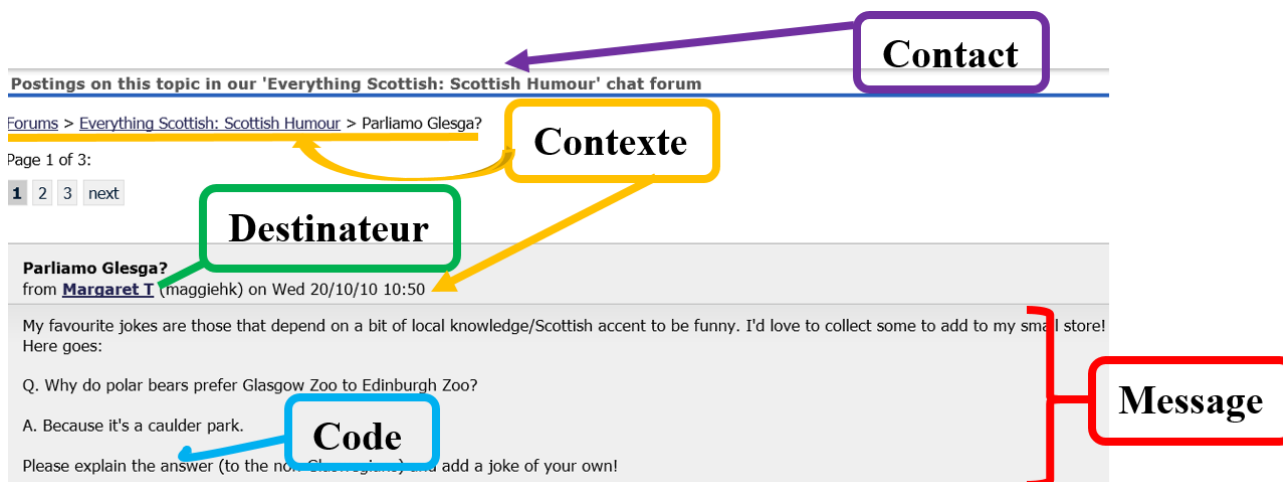 Contact
Postings on this topic in our 'Everything Scottish: Scottish Humour' chat forum
Forums > Everything Scottish: Scottish Humour > Parliamo Glesga?
Contexte
Page 1 of 3:
1 2 3 next
Destinateur
Parliamo Glesga?
from Margaret T (maggiehk) on Wed 20/10/10 10:50
My favourite jokes are those that depend on a bit of local knowledge/Scottish accent to be funny. I'd love to collect some to add to my small store!
Here goes:
Q. Why do polar bears prefer Glasgow Zoo to Edinburgh Zoo?
Message
A. Because it's a caulder park.
Code
Please explain the answer (to the add a joke of your own!